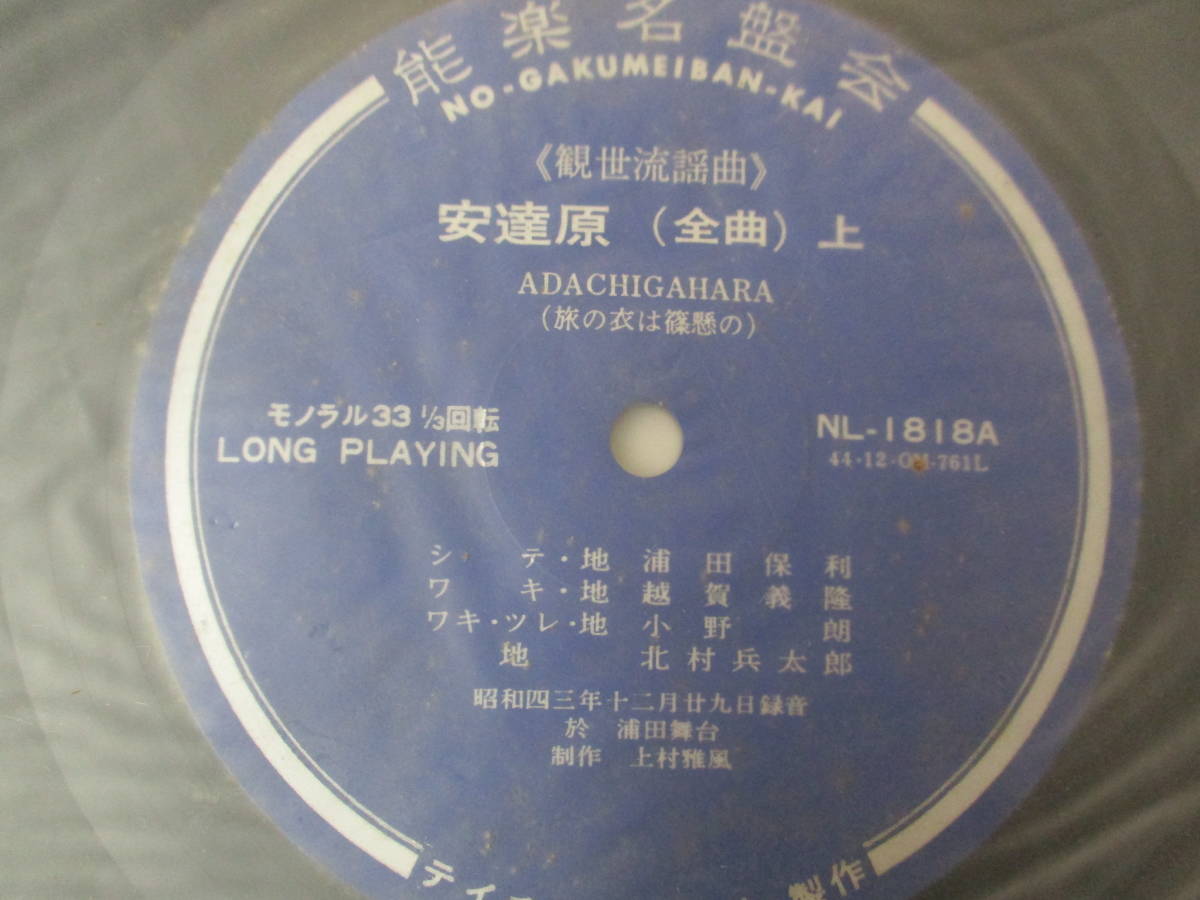 能楽名盤会
NO-GAKUMEIBAN-KAI
《観世流謡曲》
安達原 (全曲) 上
ADACHIGAHARA
(旅の衣は篠懸の)
モノラル33 1/3回転
LONG PLAYING
NL-1818A
44・12・OM・761L
シテ・地 浦田保利
ワキ・地 越賀義隆
ワキ・ツレ・地 小野朗
地 北村兵太郎
昭和四三年十二月廿九日録音
於 浦田舞台
制作 上村雅風
製作